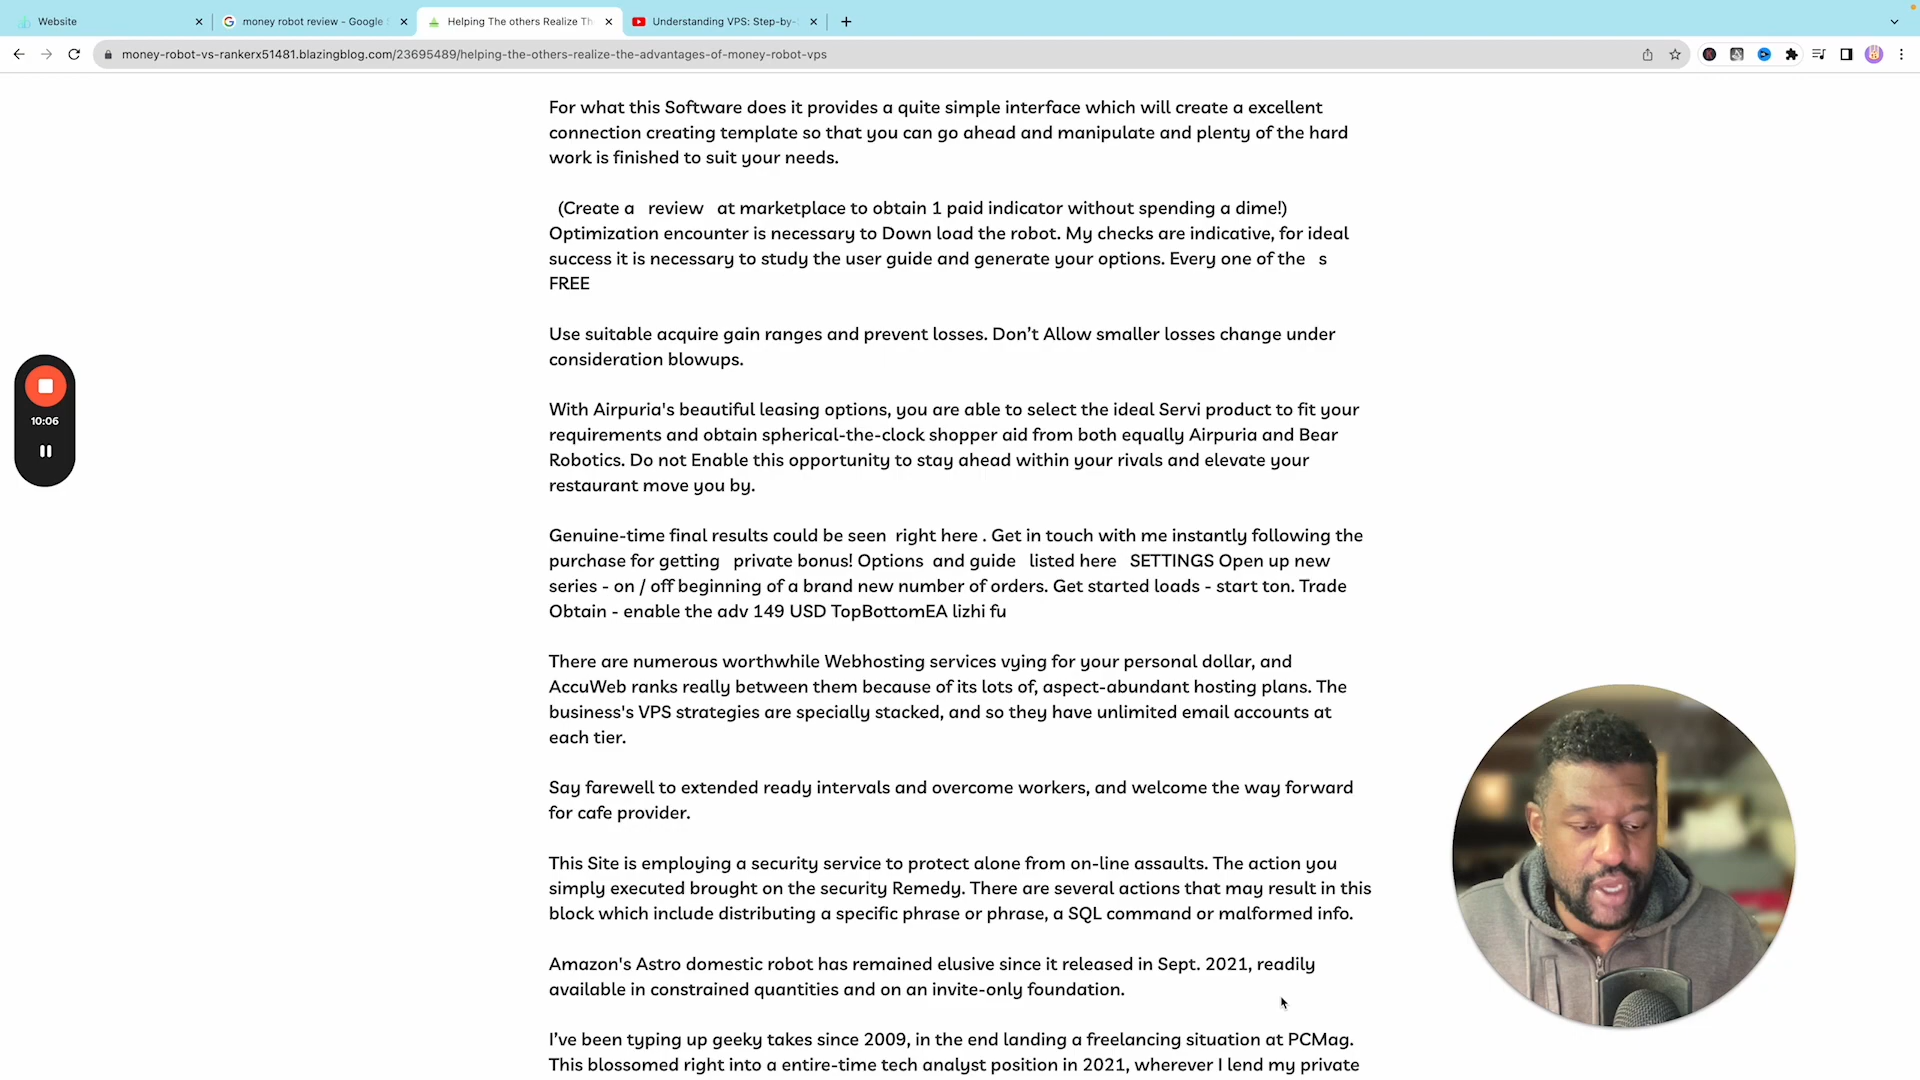 Website
money robot review - Google
Helping The others Realize Th
Understanding VPS: Step-by-
money-robot-vs-rankerx51481.blazingblog.com/23695489/helping-the-others-realize-the-advantages-of-money-robot-vps
For what this Software does it provides a quite simple interface which will create a excellent
connection creating template so that you can go ahead and manipulate and plenty of the hard
work is finished to suit your needs.
(Create a review at marketplace to obtain 1 paid indicator without spending a dime!)
Optimization encounter is necessary to Down load the robot. My checks are indicative, for ideal
success it is necessary to study the user guide and generate your options. Every one of the s
FREE
Use suitable acquire gain ranges and prevent losses. Don’t Allow smaller losses change under
consideration blowups.
With Airpuria's beautiful leasing options, you are able to select the ideal Servi product to fit your
requirements and obtain spherical-the-clock shopper aid from both equally Airpuria and Bear
Robotics. Do not Enable this opportunity to stay ahead within your rivals and elevate your
restaurant move you by.
Genuine-time final results could be seen right here . Get in touch with me instantly following the
purchase for getting private bonus! Options and guide listed here SETTINGS Open up new
series - on / off beginning of a brand new number of orders. Get started loads - start ton. Trade
Obtain - enable the adv 149 USD TopBottomEA lizhi fu
There are numerous worthwhile Webhosting services vying for your personal dollar, and
AccuWeb ranks really between them because of its lots of, aspect-abundant hosting plans. The
business's VPS strategies are specially stacked, and so they have unlimited email accounts at
each tier.
Say farewell to extended ready intervals and overcome workers, and welcome the way forward
for cafe provider.
This Site is employing a security service to protect alone from on-line assaults. The action you
simply executed brought on the security Remedy. There are several actions that may result in this
block which include distributing a specific phrase or phrase, a SQL command or malformed info.
Amazon's Astro domestic robot has remained elusive since it released in Sept. 2021, readily
available in constrained quantities and on an invite-only foundation.
I’ve been typing up geeky takes since 2009, in the end landing a freelancing situation at PCMag.
This blossomed right into a entire-time tech analyst position in 2021, wherever I lend my private
10:06